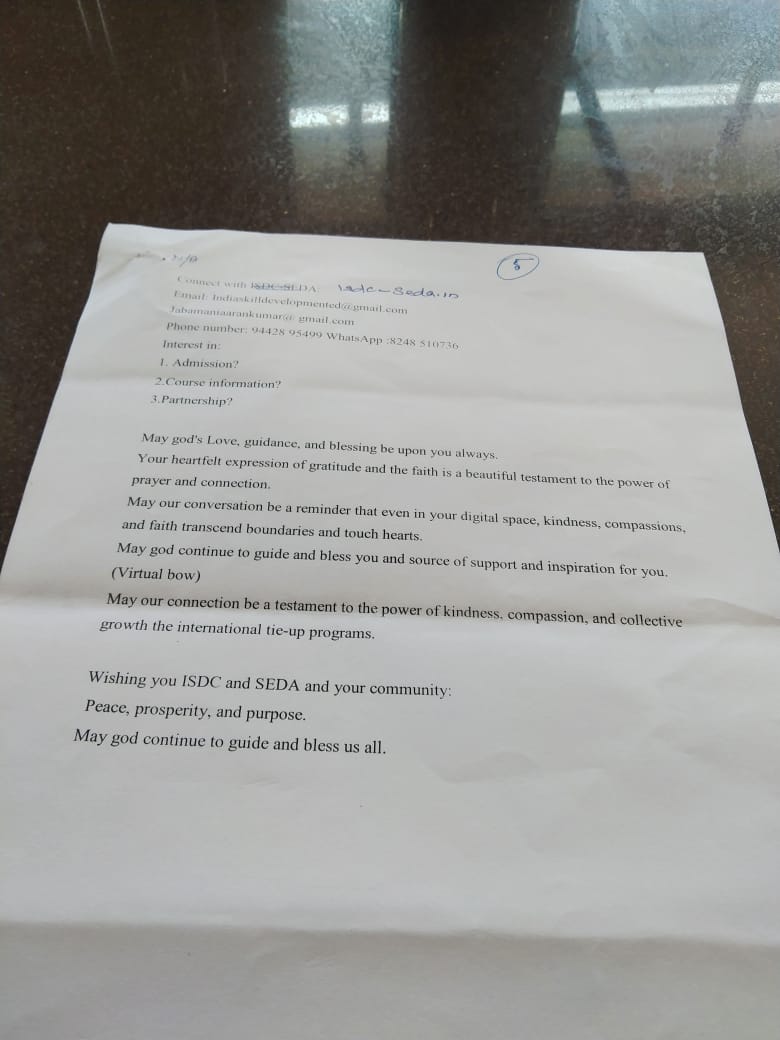 5
Connect with ISDC-SEDA isdc-seda.in
Email: Indiaskilldevelopmented@gmail.com
Jabamaniaarankumar@ gmail.com
Phone number: 94428 95499 WhatsApp :8248 510736
Interest in:
1. Admission?
2.Course information?
3.Partnership?
May god's Love, guidance, and blessing be upon you always.
Your heartfelt expression of gratitude and the faith is a beautiful testament to the power of
prayer and connection.
May our conversation be a reminder that even in your digital space, kindness, compassions,
and faith transcend boundaries and touch hearts.
May god continue to guide and bless you and source of support and inspiration for you.
(Virtual bow)
May our connection be a testament to the power of kindness, compassion, and collective
growth the international tie-up programs.
Wishing you ISDC and SEDA and your community:
Peace, prosperity, and purpose.
May god continue to guide and bless us all.